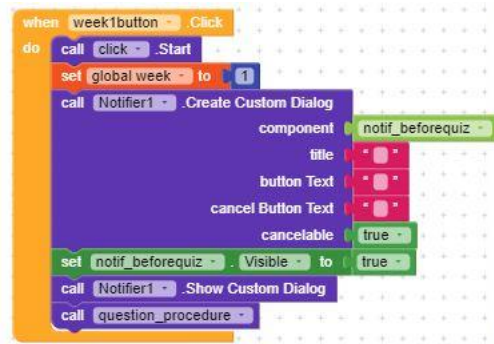 when week1button .Click
do call click .Start
set global week to 1
call Notifier1 .Create Custom Dialog
component notif_beforequiz
title " "
button Text " "
cancel Button Text " "
cancelable true
set notif_beforequiz . Visible to true
call Notifier1 .Show Custom Dialog
call question_procedure